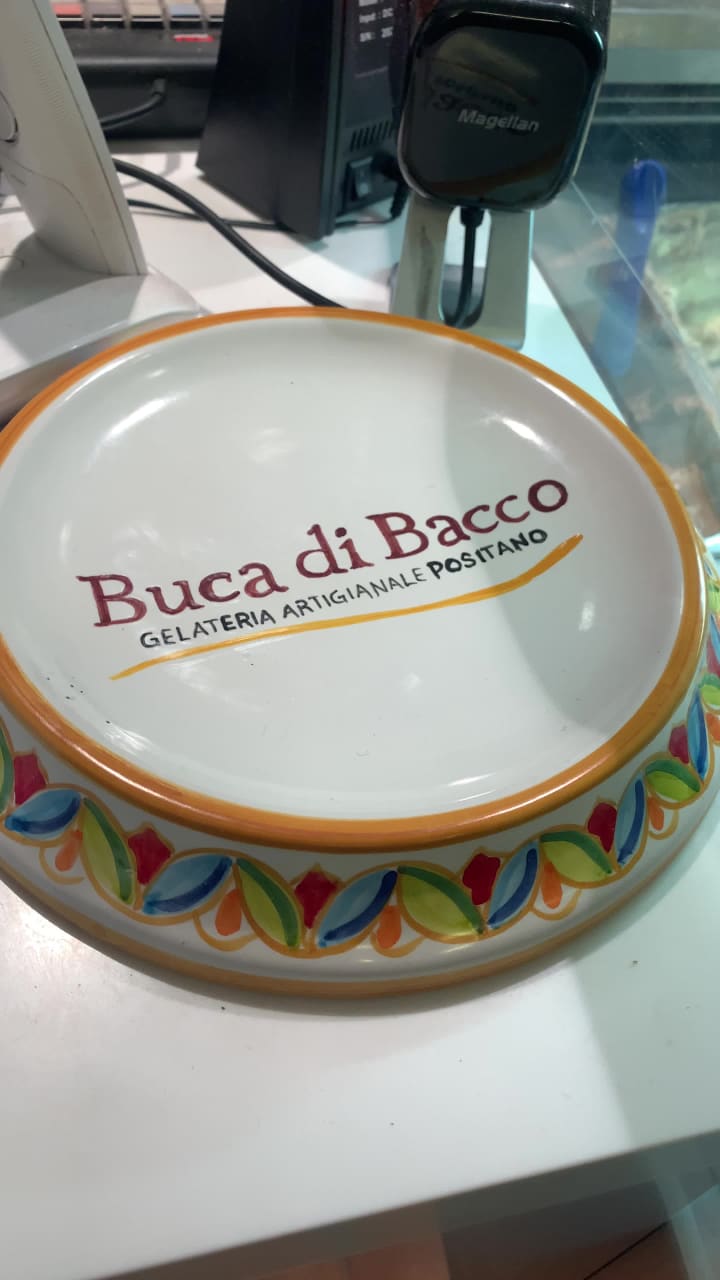 Magellan
Buca di Bacco
GELATERIA ARTIGIANALE POSITANO